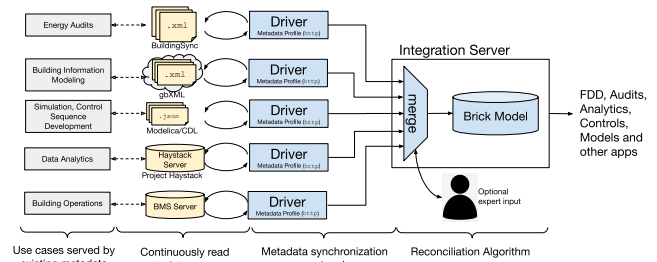 Energy Audits
.xml
BuildingSync
Driver
Metadata Profile (http)
Building Information
Modeling
.xml
gbXML
Driver
Metadata Profile (http)
Simulation, Control
Sequence
Development
.json
Modelica/CDL
Driver
Metadata Profile (http)
Data Analytics
Haystack
Server
Project Haystack
Driver
Metadata Profile (http)
Building Operations
BMS Server
Driver
Metadata Profile (http)
Integration Server
merge
Brick Model
Optional
expert input
FDD, Audits,
Analytics,
Controls,
Models and
other apps
Use cases served by
existing metadata
Continuously read
Metadata synchronization
Reconciliation Algorithm